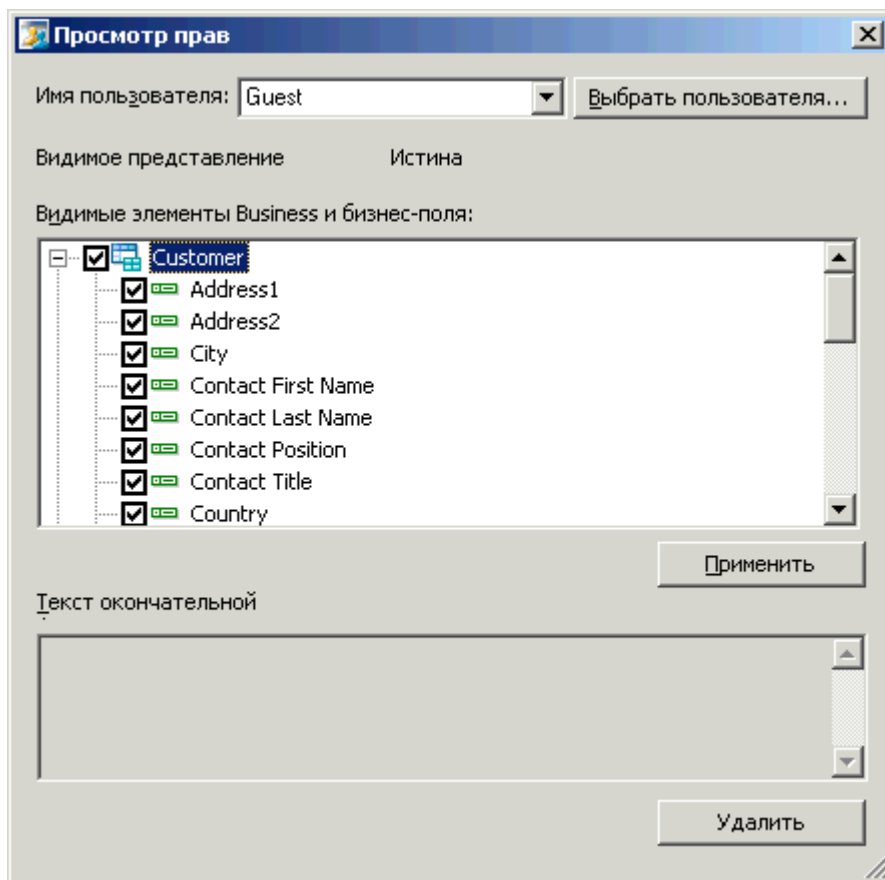 Просмотр прав
Имя пользователя: Guest Выбрать пользователя...
Видимое представление Истина
Видимые элементы Business и бизнес-поля:
Customer
Address1
Address2
City
Contact First Name
Contact Last Name
Contact Position
Contact Title
Country
Применить
Текст окончательной
Удалить